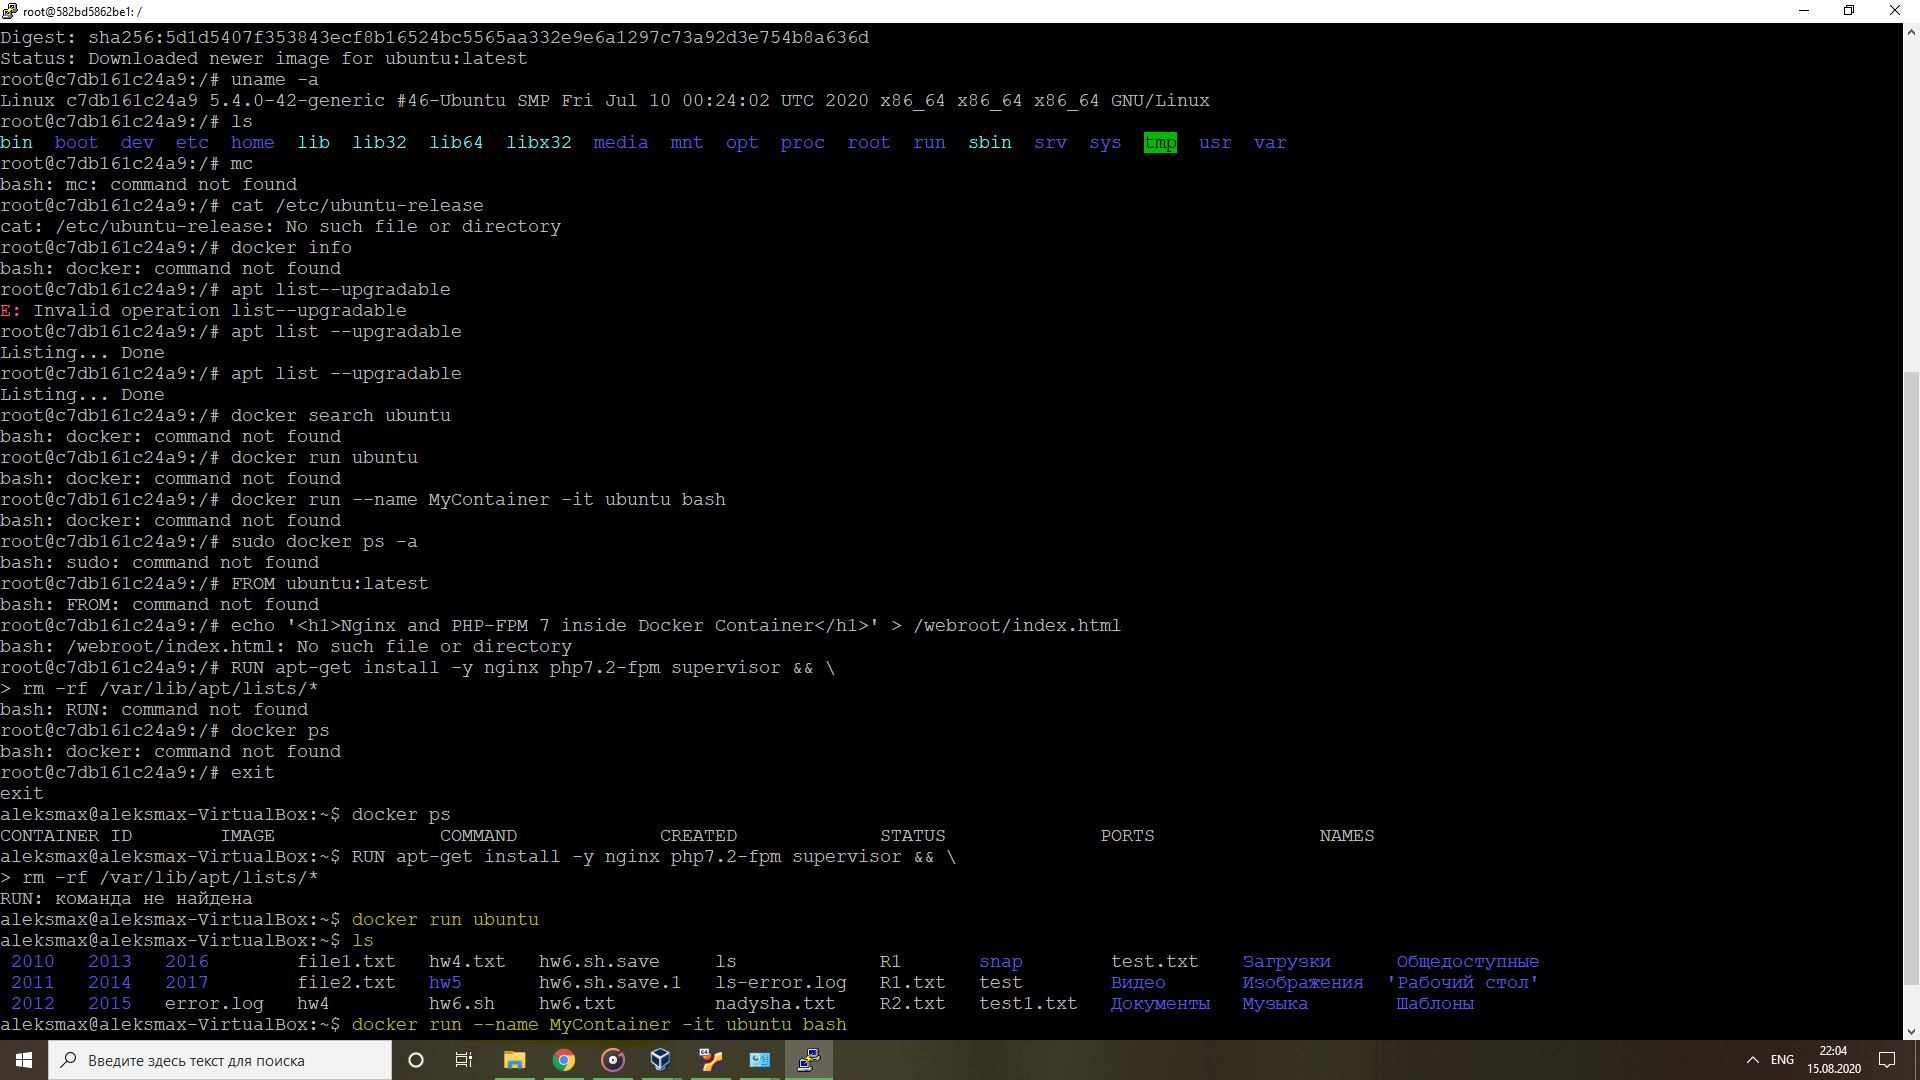 root@582bd5862be1: /
Digest: sha256:5d1d5407f353843ecf8b16524bc5565aa332e9e6a1297c73a92d3e754b8a636d
Status: Downloaded newer image for ubuntu:latest
root@c7db161c24a9:/# uname -a
Linux c7db161c24a9 5.4.0-42-generic #46-Ubuntu SMP Fri Jul 10 00:24:02 UTC 2020 x86_64 x86_64 x86_64 GNU/Linux
root@c7db161c24a9:/# ls
bin boot dev etc home lib lib32 lib64 libx32 media mnt opt proc root run sbin srv sys tmp usr var
root@c7db161c24a9:/# mc
bash: mc: command not found
root@c7db161c24a9:/# cat /etc/ubuntu-release
cat: /etc/ubuntu-release: No such file or directory
root@c7db161c24a9:/# docker info
bash: docker: command not found
root@c7db161c24a9:/# apt list--upgradable
E: Invalid operation list--upgradable
root@c7db161c24a9:/# apt list --upgradable
Listing... Done
root@c7db161c24a9:/# apt list --upgradable
Listing... Done
root@c7db161c24a9:/# docker search ubuntu
bash: docker: command not found
root@c7db161c24a9:/# docker run ubuntu
bash: docker: command not found
root@c7db161c24a9:/# docker run --name MyContainer -it ubuntu bash
bash: docker: command not found
root@c7db161c24a9:/# sudo docker ps -a
bash: sudo: command not found
root@c7db161c24a9:/# FROM ubuntu:latest
bash: FROM: command not found
root@c7db161c24a9:/# echo '<h1>Nginx and PHP-FPM 7 inside Docker Container</h1>' > /webroot/index.html
bash: /webroot/index.html: No such file or directory
root@c7db161c24a9:/# RUN apt-get install -y nginx php7.2-fpm supervisor && \
> rm -rf /var/lib/apt/lists/*
bash: RUN: command not found
root@c7db161c24a9:/# docker ps
bash: docker: command not found
root@c7db161c24a9:/# exit
exit
aleksmax@aleksmax-VirtualBox:~$ docker ps
CONTAINER ID IMAGE COMMAND CREATED STATUS PORTS NAMES
aleksmax@aleksmax-VirtualBox:~$ RUN apt-get install -y nginx php7.2-fpm supervisor && \
> rm -rf /var/lib/apt/lists/*
RUN: команда не найдена
aleksmax@aleksmax-VirtualBox:~$ docker run ubuntu
aleksmax@aleksmax-VirtualBox:~$ ls
2010 2013 2016 file1.txt hw4.txt hw6.sh.save ls R1 snap test.txt Загрузки Общедоступные
2011 2014 2017 file2.txt hw5 hw6.sh.save.1 ls-error.log R1.txt test Видео Изображения 'Рабочий стол'
2012 2015 error.log hw4 hw6.sh hw6.txt nadysha.txt R2.txt test1.txt Документы Музыка Шаблоны
aleksmax@aleksmax-VirtualBox:~$ docker run --name MyContainer -it ubuntu bash
Введите здесь текст для поиска
ENG
22:04
15.08.2020